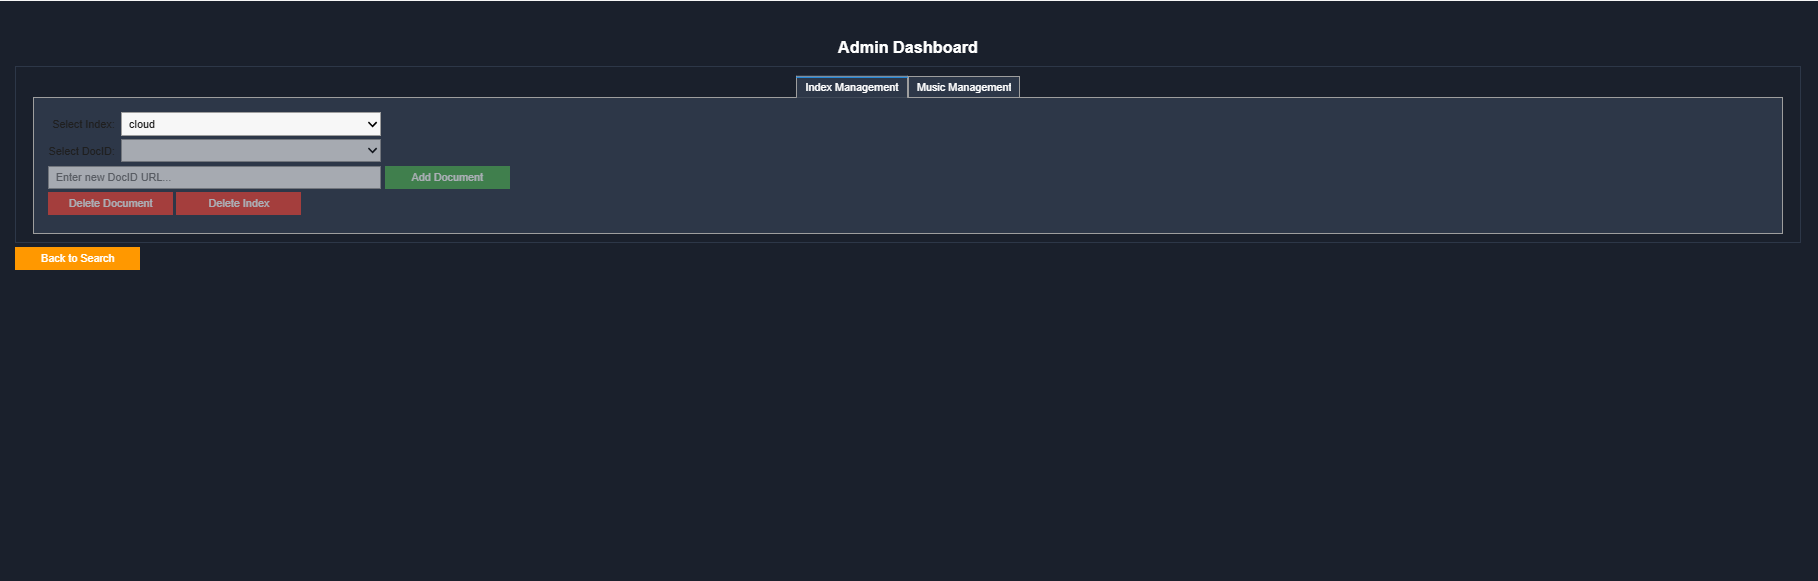 Admin Dashboard
Index Management Music Management
Select Index: cloud
Select DocID:
Enter new DocID URL... Add Document
Delete Document Delete Index
Back to Search